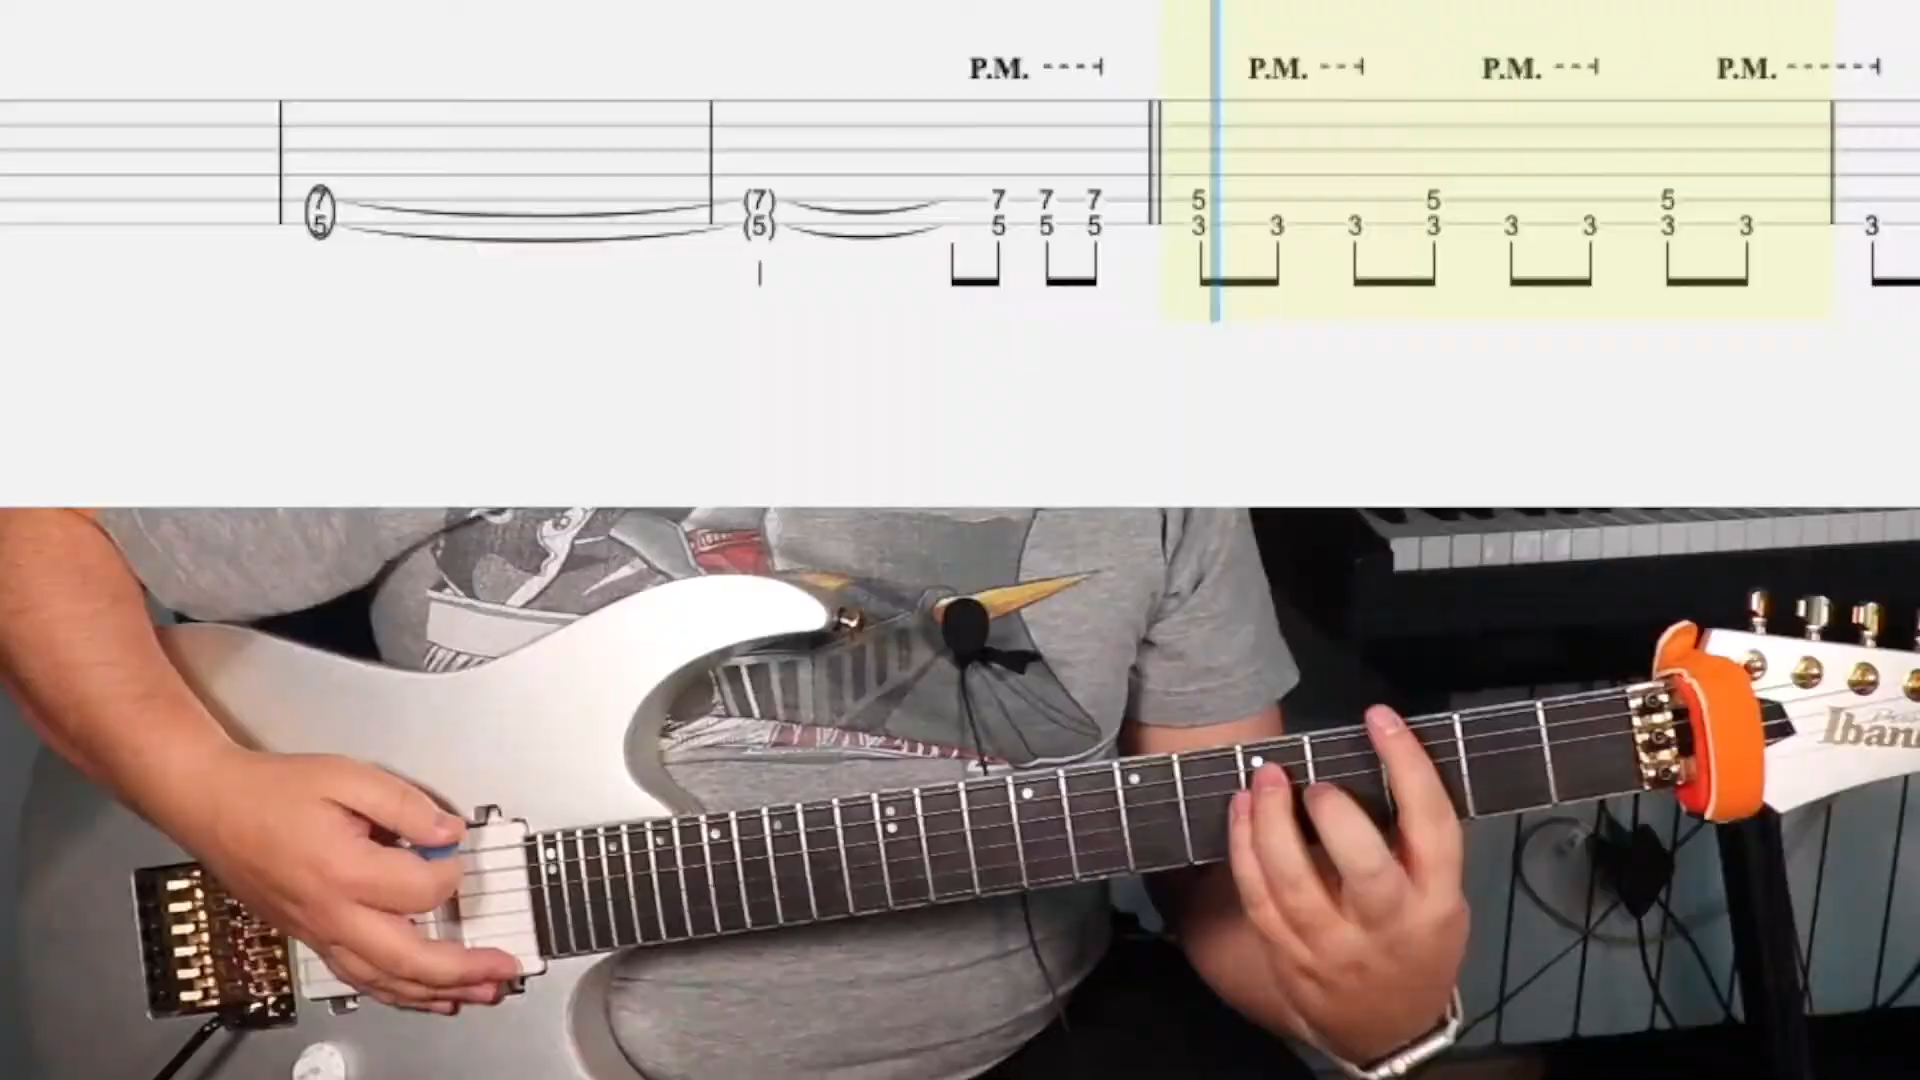 P.M. ----┤ P.M. ---┤ P.M. ---┤ P.M. ------┤
7 (7) 7 7 7 5 5 5
5 (5) 5 5 5 3 3 3 3 3 3 3 3 3